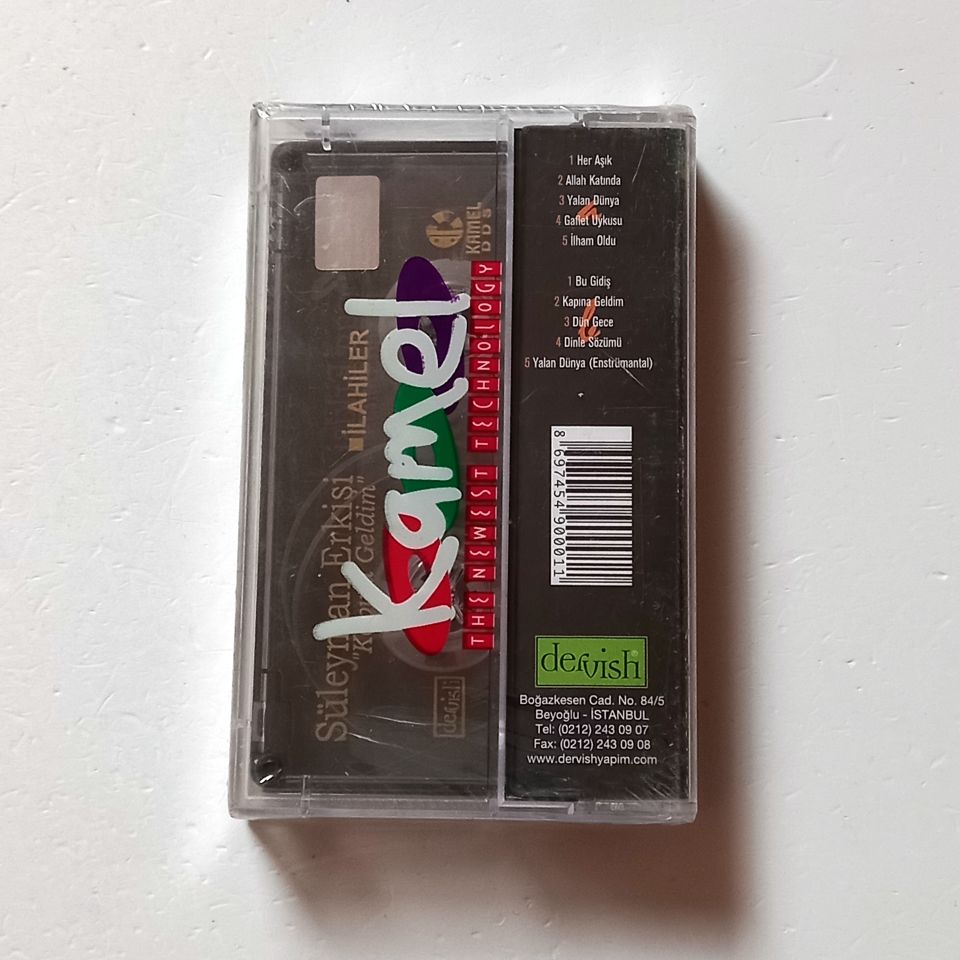 Süleyman Erkişi
"Kapına Geldim"
İLAHİLER
dervish
Kamel
THE NEWEST TECHNOLOGY
KAMEL
DDS
1 Her Aşık
2 Allah Katında
3 Yalan Dünya
4 Gaflet Uykusu
5 İlham Oldu
1 Bu Gidiş
2 Kapına Geldim
3 Dün Gece
4 Dinle Sözümü
5 Yalan Dünya (Enstrümantal)
8 697454 900011
dervish®
Boğazkesen Cad. No. 84/5
Beyoğlu - İSTANBUL
Tel: (0212) 243 09 07
Fax: (0212) 243 09 08
www.dervishyapim.com